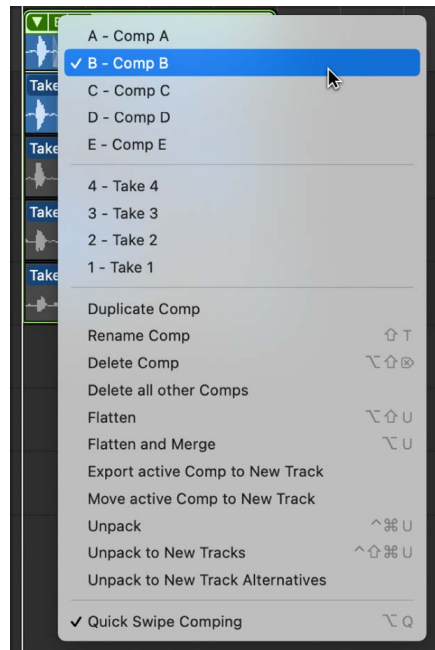 A - Comp A
✓ B - Comp B
C - Comp C
D - Comp D
E - Comp E
4 - Take 4
Take
3 - Take 3
Take
2 - Take 2
Take
1 - Take 1
Take
Duplicate Comp
Rename Comp ⇧ T
Delete Comp ⌥⇧⌦
Delete all other Comps
Flatten ⌥⇧ U
Flatten and Merge ⌥ U
Export active Comp to New Track
Move active Comp to New Track
Unpack ^⌘ U
Unpack to New Tracks ^⇧⌘ U
Unpack to New Track Alternatives
✓ Quick Swipe Comping ⌥ Q